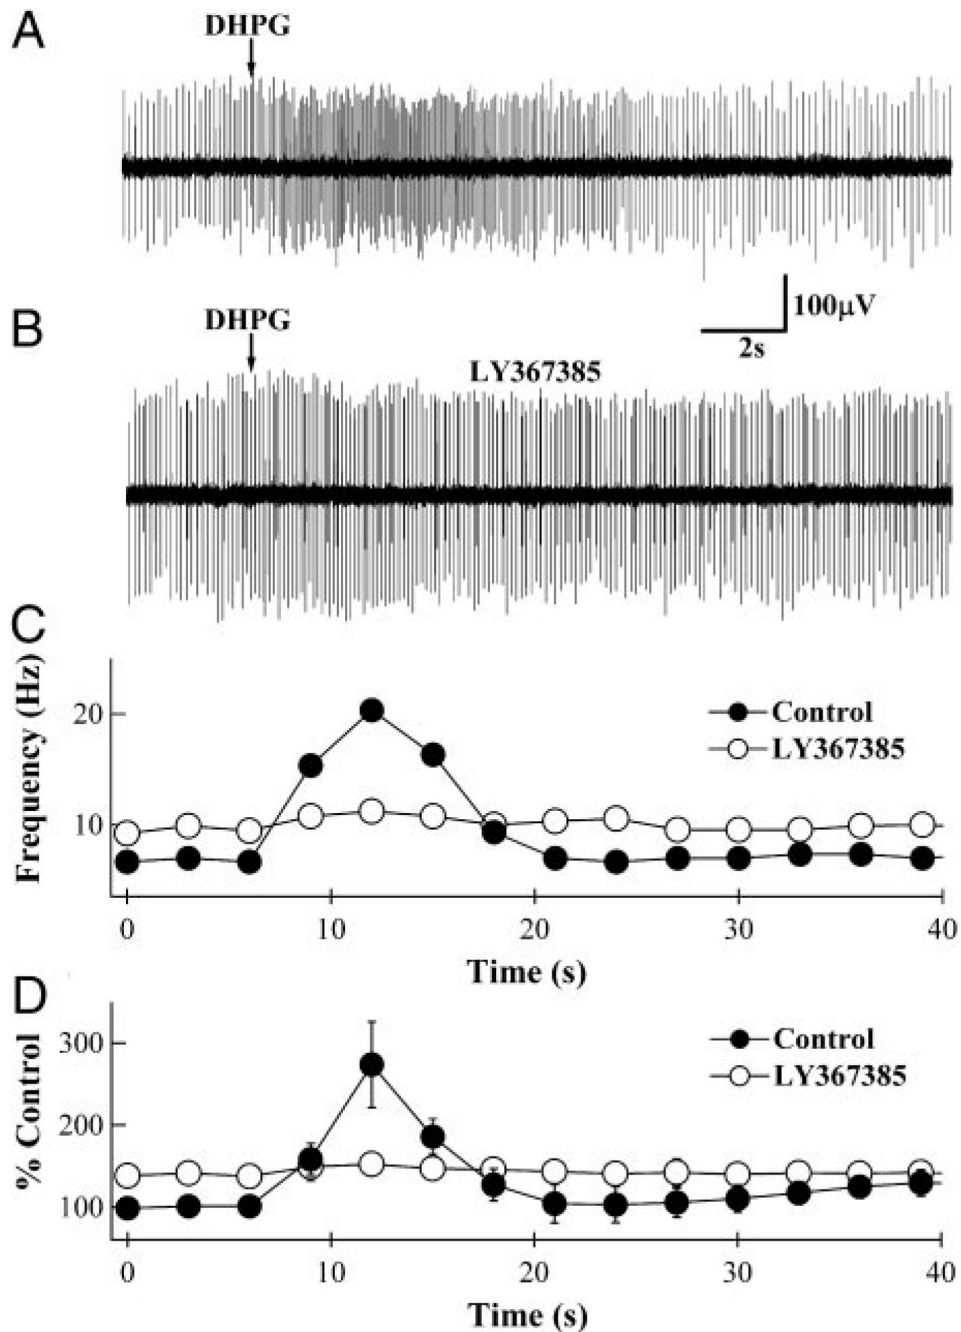 A
DHPG
100μV
2s
B
DHPG
LY367385
C
Frequency (Hz)
20
10
Control
LY367385
0 10 20 30 40
Time (s)
D
% Control
300
200
100
Control
LY367385
0 10 20 30 40
Time (s)